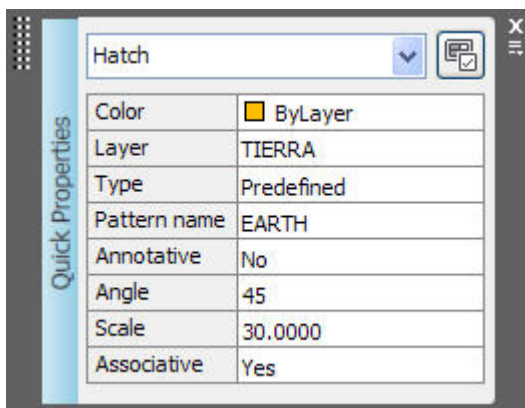 Quick Properties
Hatch
Color ByLayer
Layer TIERRA
Type Predefined
Pattern name EARTH
Annotative No
Angle 45
Scale 30.0000
Associative Yes